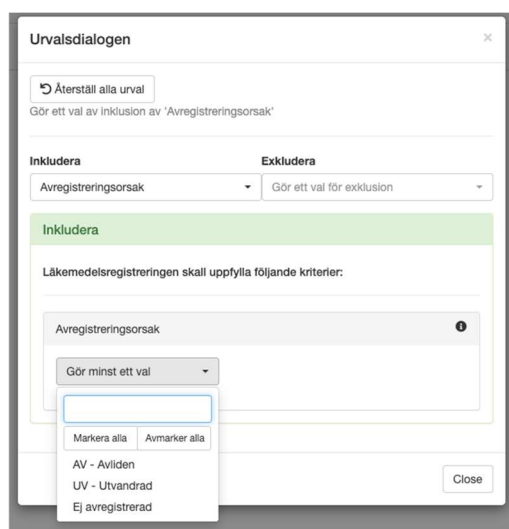 Urvalsdialogen ×
Återställ alla urval
Gör ett val av inklusion av 'Avregistreringsorsak'
Inkludera Exkludera
Avregistreringsorsak Gör ett val för exklusion
Inkludera
Läkemedelsregistreringen skall uppfylla följande kriterier:
Avregistreringsorsak
Gör minst ett val
Markera alla Avmarker alla
AV - Avliden
UV - Utvandrad
Ej avregistrerad
Close